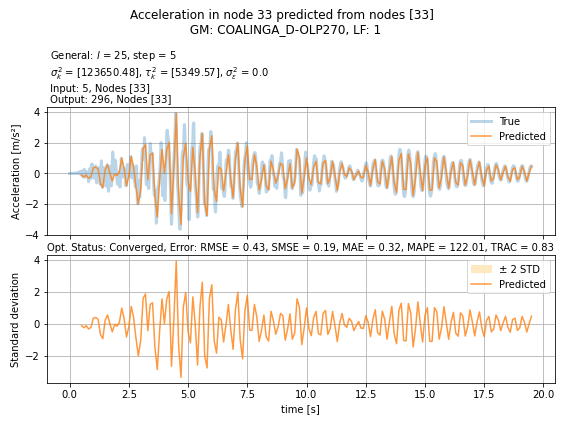 Acceleration in node 33 predicted from nodes [33]
GM: COALINGA_D-OLP270, LF: 1
General: l = 25, step = 5
σ²ₖ = [123650.48], τ²ₖ = [5349.57], σ²ε = 0.0
Input: 5, Nodes [33]
Output: 296, Nodes [33]
Acceleration [m/s²]
4
2
0
−2
−4
True
Predicted
Opt. Status: Converged, Error: RMSE = 0.43, SMSE = 0.19, MAE = 0.32, MAPE = 122.01, TRAC = 0.83
Standard deviation
4
2
0
−2
± 2 STD
Predicted
0.0 2.5 5.0 7.5 10.0 12.5 15.0 17.5 20.0
time [s]